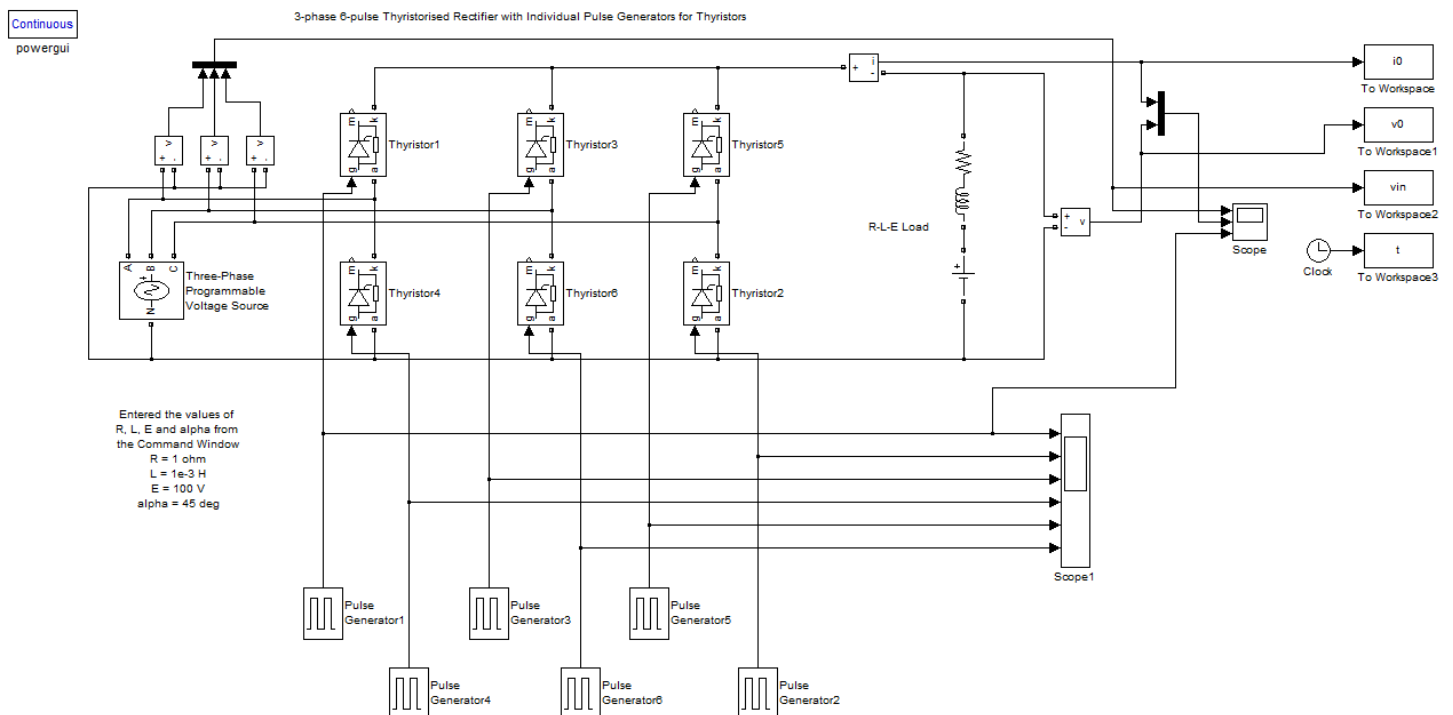 3-phase 6-pulse Thyristorised Rectifier with Individual Pulse Generators for Thyristors
Continuous
powergui
i
+
-
i0
To Workspace
v0
To Workspace1
vin
To Workspace2
t
To Workspace3
Clock
Scope
v
+ -
v
+ -
v
+ -
m k
g a
Thyristor1
m k
g a
Thyristor3
m k
g a
Thyristor5
R-L-E Load
+
+
-
v
A B C
+
N
Three-Phase
Programmable
Voltage Source
m k
g a
Thyristor4
m k
g a
Thyristor6
m k
g a
Thyristor2
Entered the values of
R, L, E and alpha from
the Command Window
R = 1 ohm
L = 1e-3 H
E = 100 V
alpha = 45 deg
Scope1
Pulse
Generator1
Pulse
Generator3
Pulse
Generator5
Pulse
Generator4
Pulse
Generator6
Pulse
Generator2